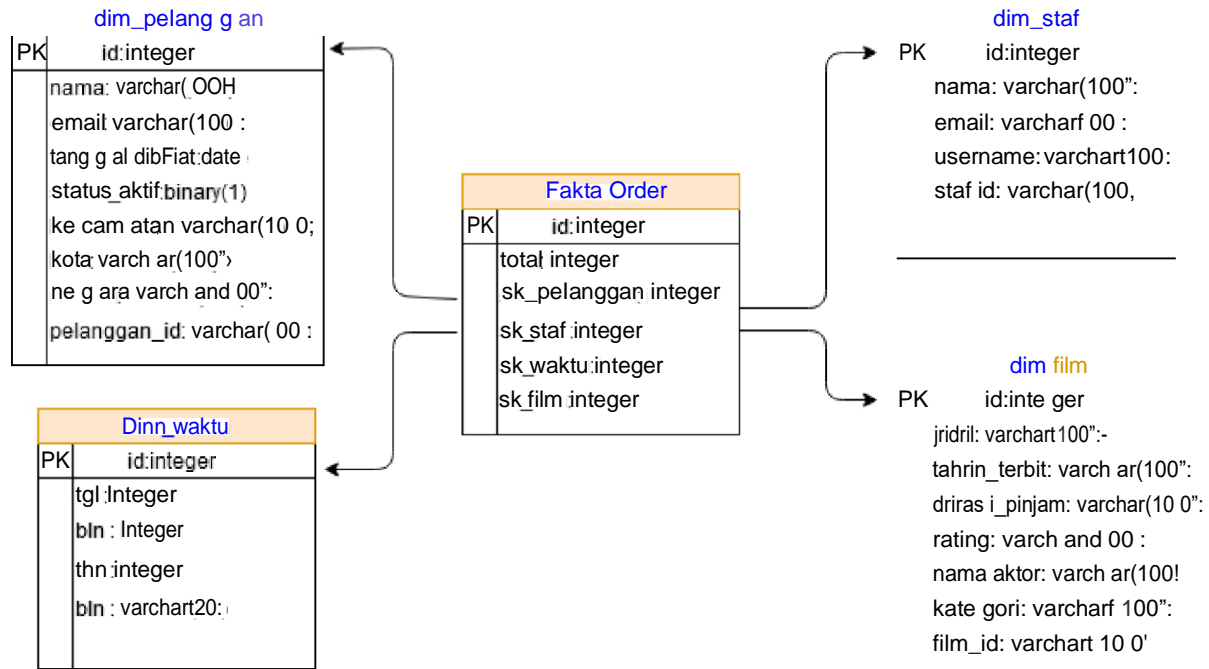 dim_pelang g an
PK id:integer
nama: varchar( OOH
email varchar(100 :
tang g al dibFiat:date
status_aktif:binary(1)
ke cam atan varchar(10 0;
kota varch ar(100”›
ne g ara varch and 00”:
pelanggan_id: varchar( 00 :
Dinn_waktu
PK id:integer
tgl :Integer
bln : Integer
thn:integer
bln : varchart20:
Fakta Order
PK id:integer
total integer
sk_pelanggan integer
sk_staf:integer
sk_waktu:integer
sk_film :integer
dim_staf
PK id:integer
nama: varchar(100”:
email: varcharf 00 :
username:varchart100:
staf id: varchar(100,
dim film
PK id:inte ger
jridril: varchart100”:-
tahrin_terbit: varch ar(100”:
driras i_pinjam: varchar(10 0”:
rating: varch and 00 :
nama aktor: varch ar(100!
kate gori: varcharf 100”:
film_id: varchart 10 0'